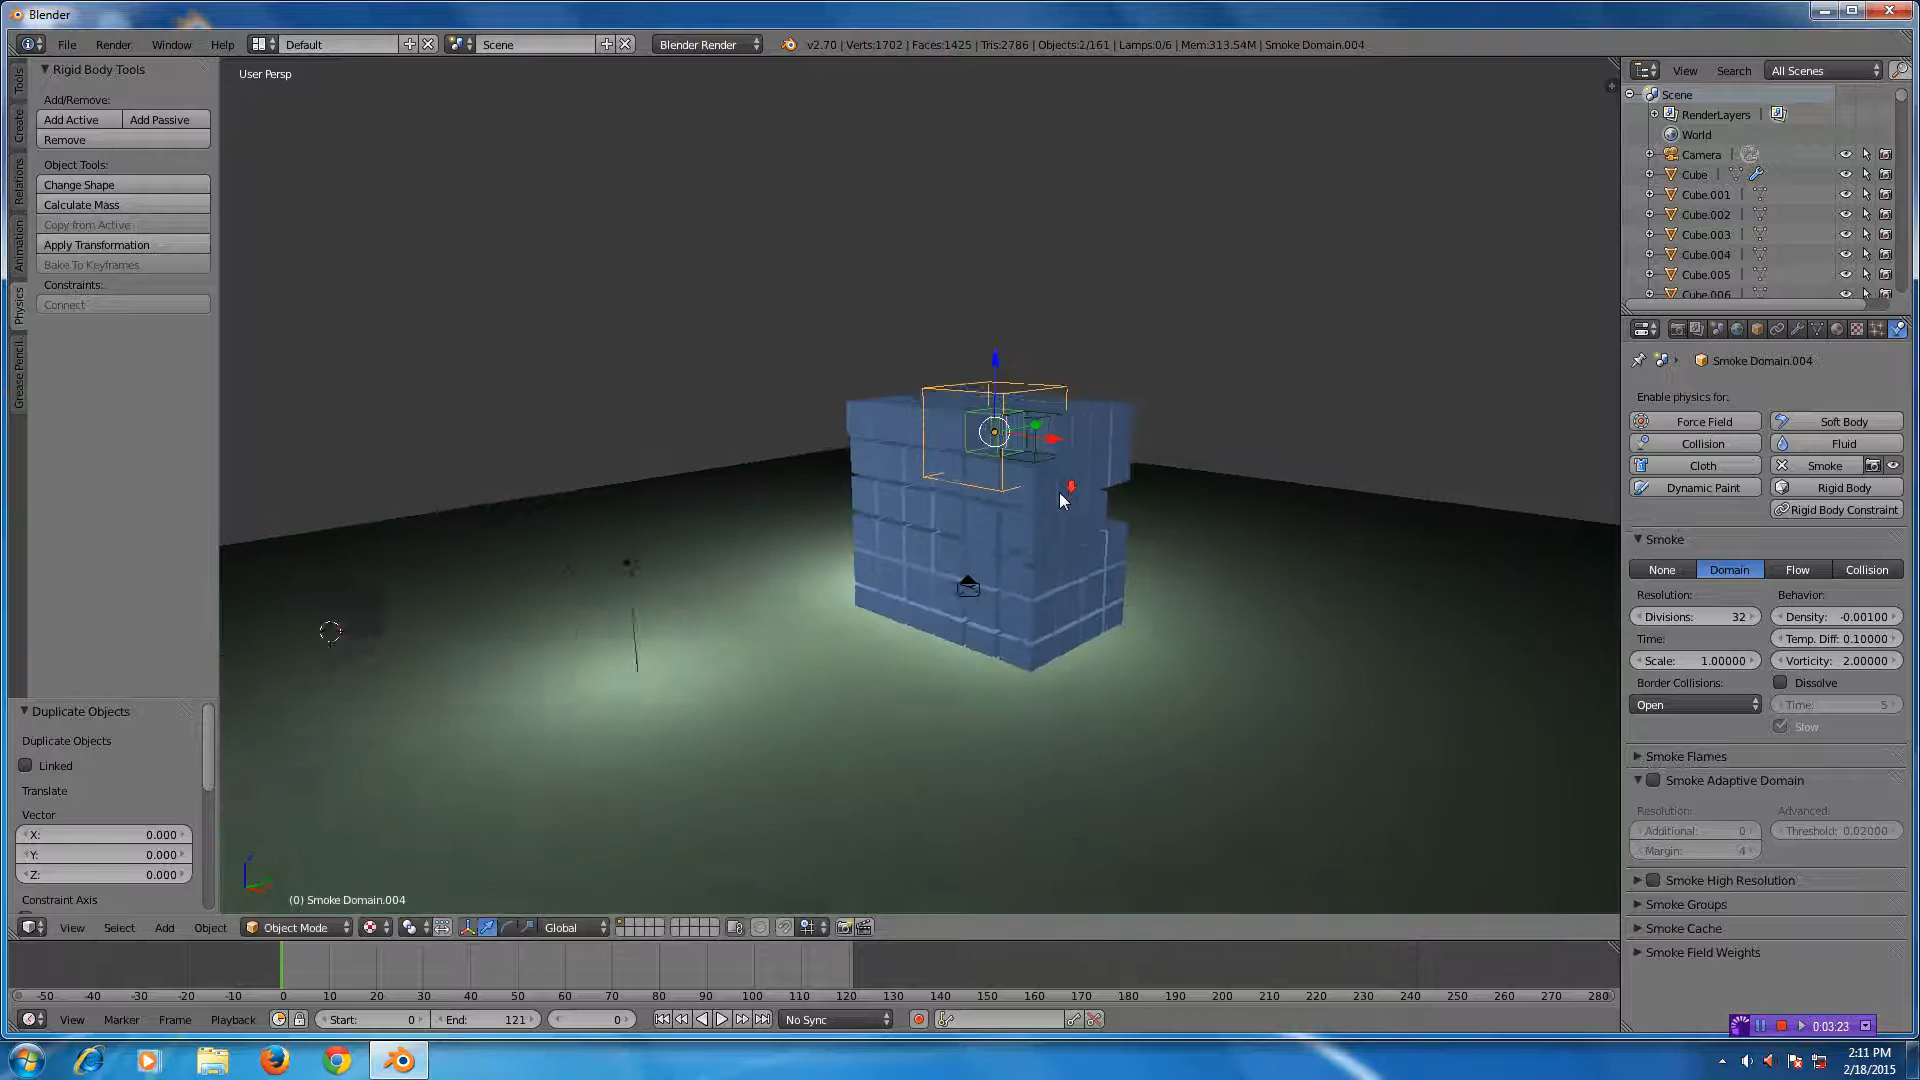 Blender
File Render Window Help Default Scene Blender Render v2.70 | Verts:1702 | Faces:1425 | Tris:2786 | Objects:2/161 | Lamps:0/6 | Mem:313.54M | Smoke Domain.004
Tools
Create
Relations
Animation
Physics
Grease Pencil
Rigid Body Tools
Add/Remove:
Add Active Add Passive
Remove
Object Tools:
Change Shape
Calculate Mass
Copy from Active
Apply Transformation
Bake To Keyframes
Constraints:
Connect
Duplicate Objects
Duplicate Objects
Linked
Translate
Vector
X: 0.000
Y: 0.000
Z: 0.000
Constraint Axis
User Persp
(0) Smoke Domain.004
View Select Add Object Object Mode Global
-50 -40 -30 -20 -10 0 10 20 30 40 50 60 70 80 90 100 110 120 130 140 150 160 170 180 190 200 210 220 230 240 250 260 270 280
View Marker Frame Playback Start: 0 End: 121 0 No Sync
View Search All Scenes
Scene
RenderLayers
World
Camera
Cube
Cube.001
Cube.002
Cube.003
Cube.004
Cube.005
Cube.006
Smoke Domain.004
Enable physics for:
Force Field Soft Body
Collision Fluid
Cloth Smoke
Dynamic Paint Rigid Body
Rigid Body Constraint
Smoke
None Domain Flow Collision
Resolution: Behavior:
Divisions: 32 Density: -0.00100
Time: Temp. Diff: 0.10000
Scale: 1.00000 Vorticity: 2.00000
Border Collisions: Dissolve
Open Time: 5
Slow
Smoke Flames
Smoke Adaptive Domain
Resolution: Advanced:
Additional: 0 Threshold: 0.02000
Margin: 4
Smoke High Resolution
Smoke Groups
Smoke Cache
Smoke Field Weights
0:03:23
2:11 PM
2/18/2015